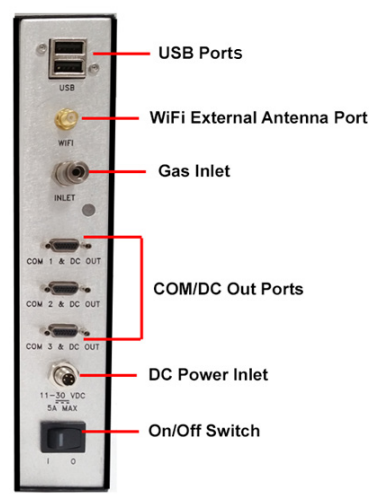 USB Ports
USB
WiFi External Antenna Port
WIFI
Gas Inlet
INLET
COM 1 & DC OUT
COM/DC Out Ports
COM 2 & DC OUT
COM 3 & DC OUT
DC Power Inlet
11-30 VDC
5A MAX
On/Off Switch
I O